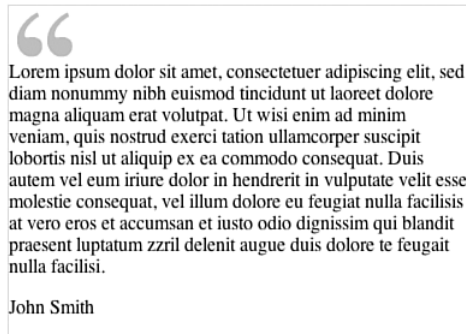 “
Lorem ipsum dolor sit amet, consectetuer adipiscing elit, sed
diam nonummy nibh euismod tincidunt ut laoreet dolore
magna aliquam erat volutpat. Ut wisi enim ad minim
veniam, quis nostrud exerci tation ullamcorper suscipit
lobortis nisl ut aliquip ex ea commodo consequat. Duis
autem vel eum iriure dolor in hendrerit in vulputate velit esse
molestie consequat, vel illum dolore eu feugiat nulla facilisis
at vero eros et accumsan et iusto odio dignissim qui blandit
praesent luptatum zzril delenit augue duis dolore te feugait
nulla facilisi.
John Smith